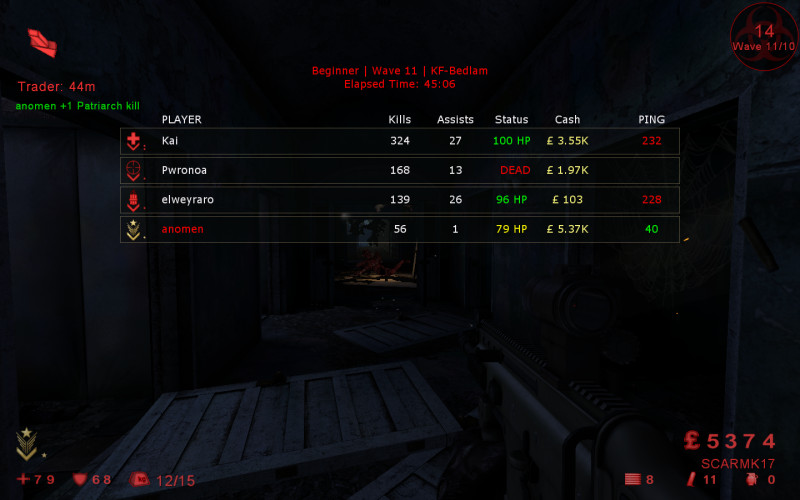 14
Wave 11/10
Beginner | Wave 11 | KF-Bedlam
Elapsed Time: 45:06
Trader: 44m
anomen +1 Patriarch kill
PLAYER Kills Assists Status Cash PING
Kai 324 27 100 HP £ 3.55K 232
Pwronoa 168 13 DEAD £ 1.97K
elweyraro 139 26 96 HP £ 103 228
anomen 56 1 79 HP £ 5.37K 40
£ 5374
SCARMK17
79 68 12/15 8 11 0